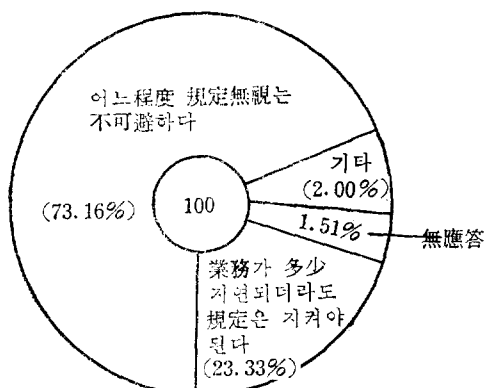 어느程度 規定無視는
不可避하다
(73.16%)
100
기타
(2.00%)
1.51%
無應答
業務가 多少
지연되더라도
規定은 지켜야
된다
(23.33%)